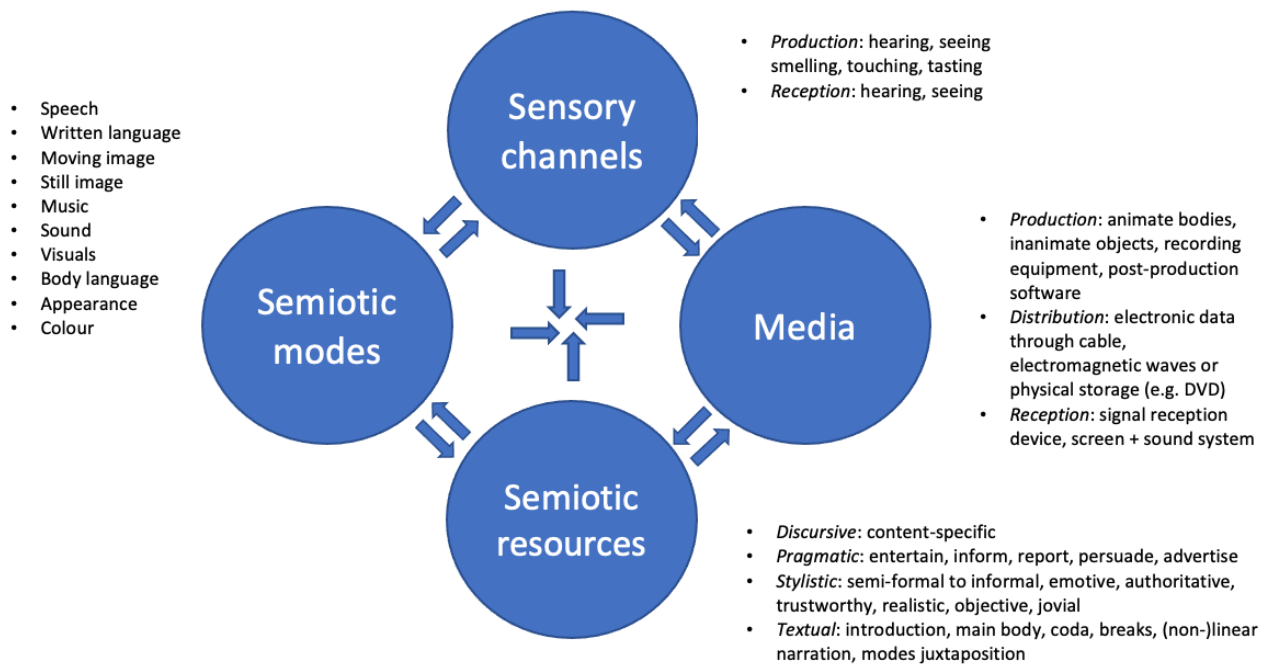 Sensory
channels
• Production: hearing, seeing
smelling, touching, tasting
• Reception: hearing, seeing
• Speech
• Written language
• Moving image
• Still image
• Music
• Sound
• Visuals
• Body language
• Appearance
• Colour
Semiotic
modes
Media
• Production: animate bodies,
inanimate objects, recording
equipment, post-production
software
• Distribution: electronic data
through cable,
electromagnetic waves or
physical storage (e.g. DVD)
• Reception: signal reception
device, screen + sound system
Semiotic
resources
• Discursive: content-specific
• Pragmatic: entertain, inform, report, persuade, advertise
• Stylistic: semi-formal to informal, emotive, authoritative,
trustworthy, realistic, objective, jovial
• Textual: introduction, main body, coda, breaks, (non-)linear
narration, modes juxtaposition